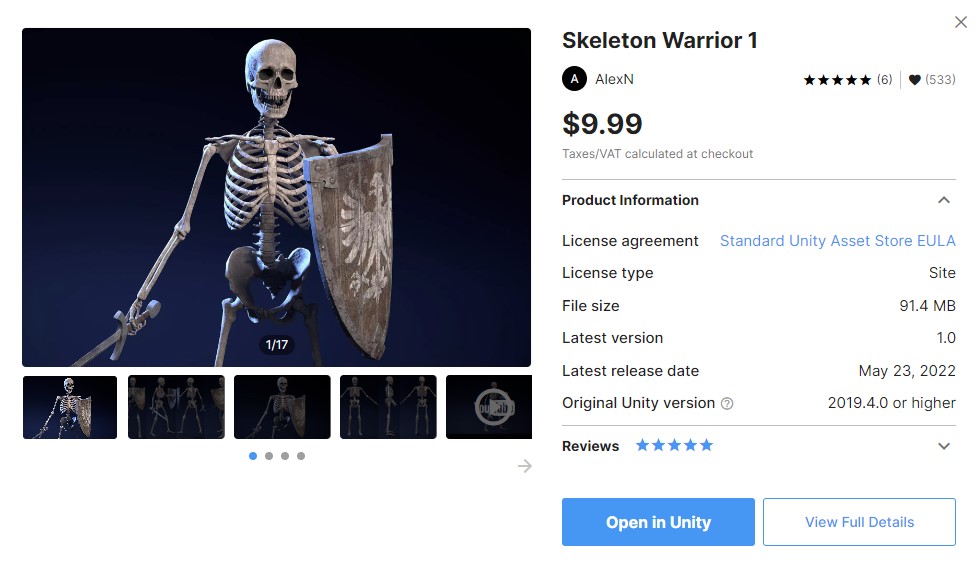 Skeleton Warrior 1
A AlexN (6) (533)
$9.99
Taxes/VAT calculated at checkout
Product Information
License agreement Standard Unity Asset Store EULA
License type Site
File size 91.4 MB
Latest version 1.0
Latest release date May 23, 2022
Original Unity version ? 2019.4.0 or higher
Reviews
Open in Unity View Full Details
1/17